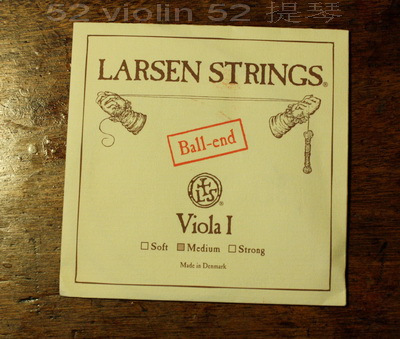 52 violin 52 提琴
LARSEN STRINGS®
Ball-end
LS
®
Viola I
Soft Medium Strong
Made in Denmark